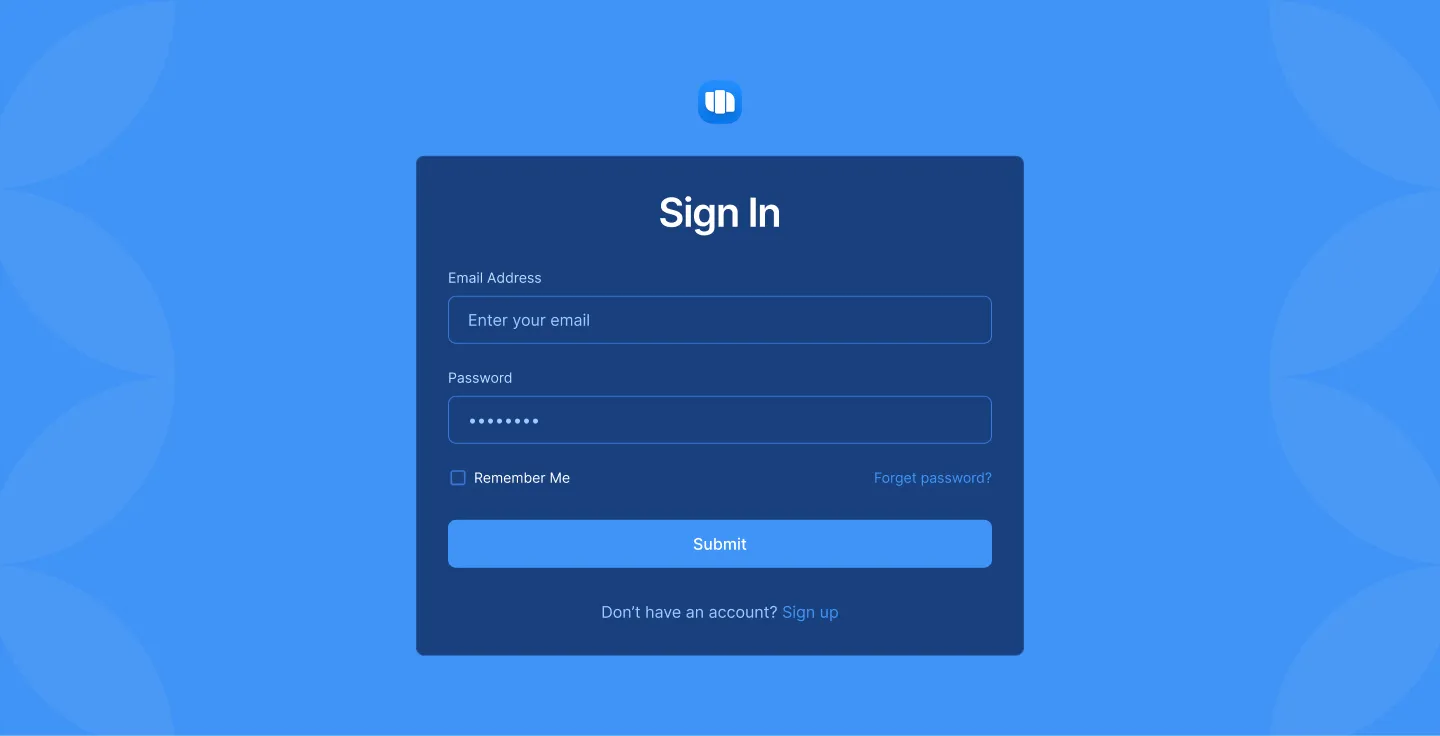 Sign In
Email Address
Enter your email
Password
••••••••
Remember Me
Forget password?
Submit
Don’t have an account? Sign up